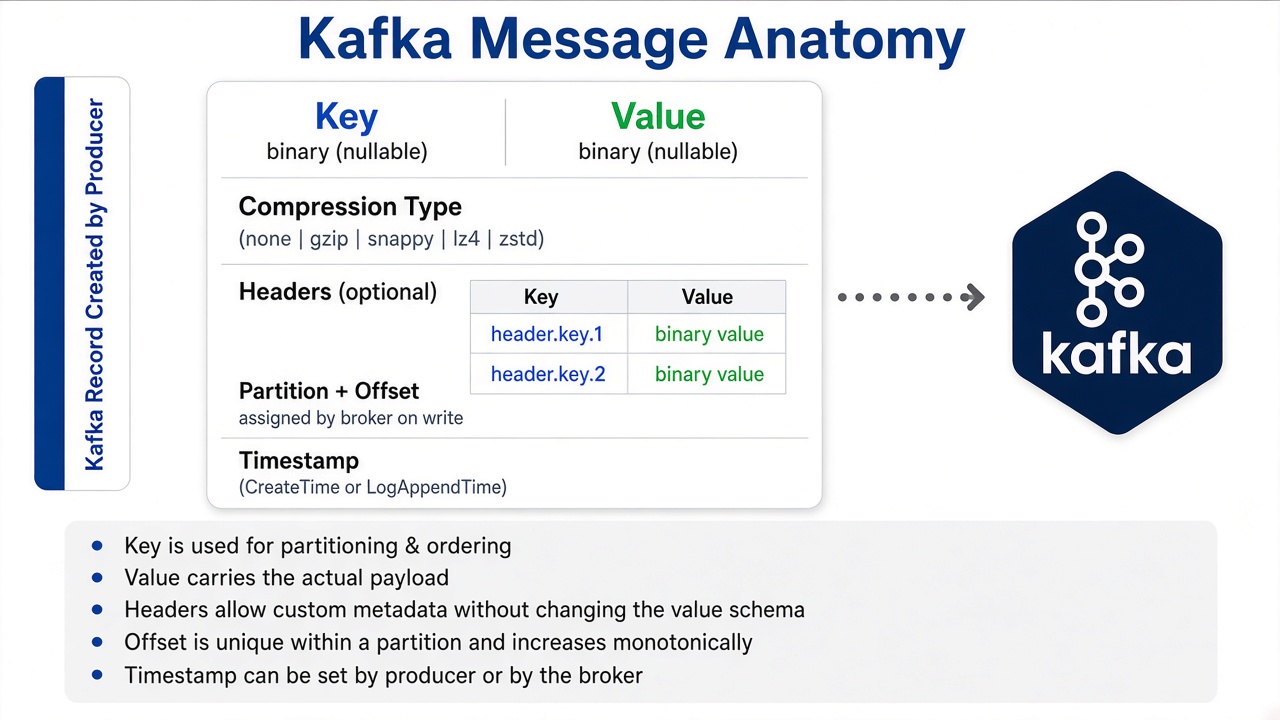 Kafka Message Anatomy
Kafka Record Created by Producer
Key
binary (nullable)
Value
binary (nullable)
Compression Type
(none | gzip | snappy | lz4 | zstd)
Headers (optional)
Key Value
header.key.1 binary value
header.key.2 binary value
Partition + Offset
assigned by broker on write
Timestamp
(CreateTime or LogAppendTime)
kafka
• Key is used for partitioning & ordering
• Value carries the actual payload
• Headers allow custom metadata without changing the value schema
• Offset is unique within a partition and increases monotonically
• Timestamp can be set by producer or by the broker